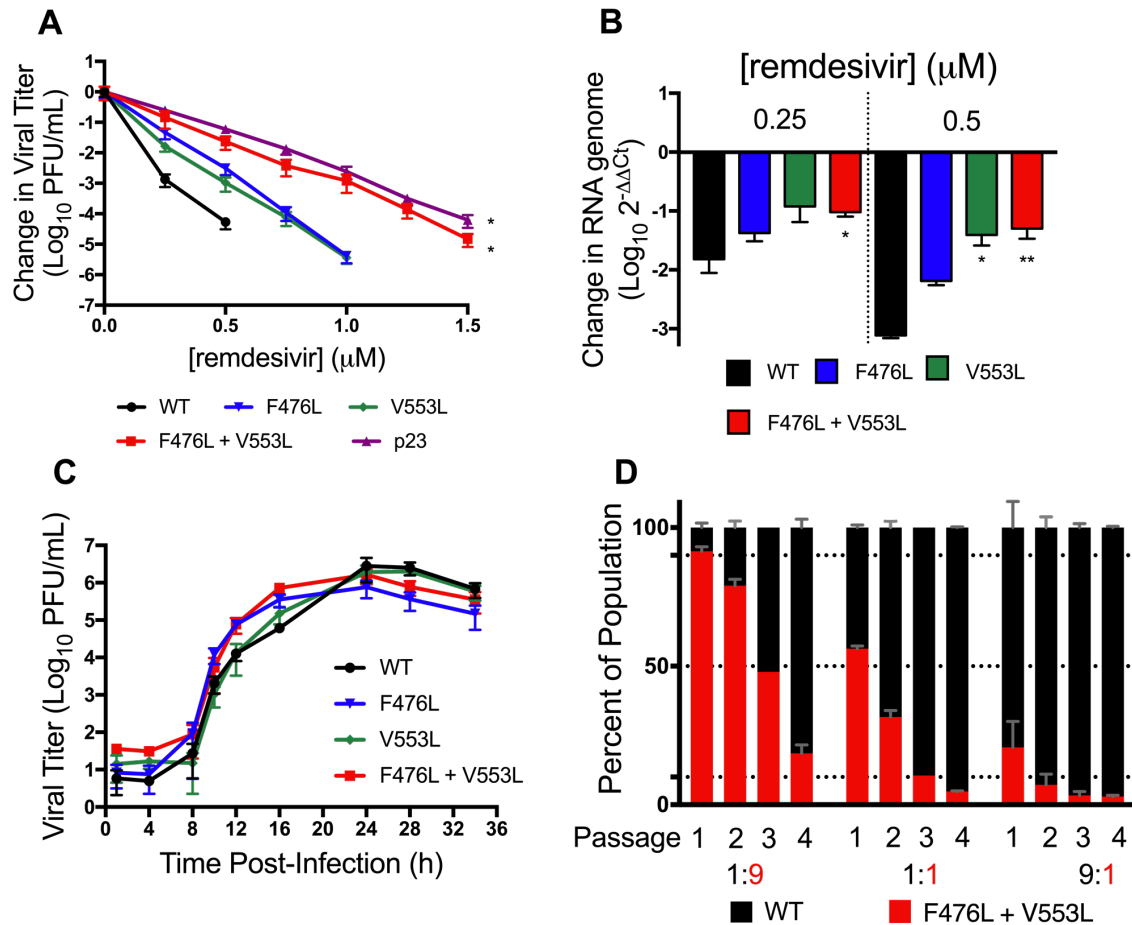 A
Change in Viral Titer
(Log10 PFU/mL)
1
0
-1
-2
-3
-4
-5
-6
-7
0.0
0.5
1.0
1.5
*
*
[remdesivir] (μM)
WT
F476L
V553L
F476L + V553L
p23
B
[remdesivir] (μM)
0.25
0.5
Change in RNA genome
(Log10 2-ΔΔCt)
1
0
-1
-2
-3
*
*
**
WT
F476L
V553L
F476L + V553L
C
Viral Titer (Log10 PFU/mL)
7
6
5
4
3
2
1
0
0 4 8 12 16 20 24 28 32 36
Time Post-Infection (h)
WT
F476L
V553L
F476L + V553L
D
Percent of Population
100
50
0
Passage 1 2 3 4 1 2 3 4 1 2 3 4
1:9 1:1 9:1
WT
F476L + V553L